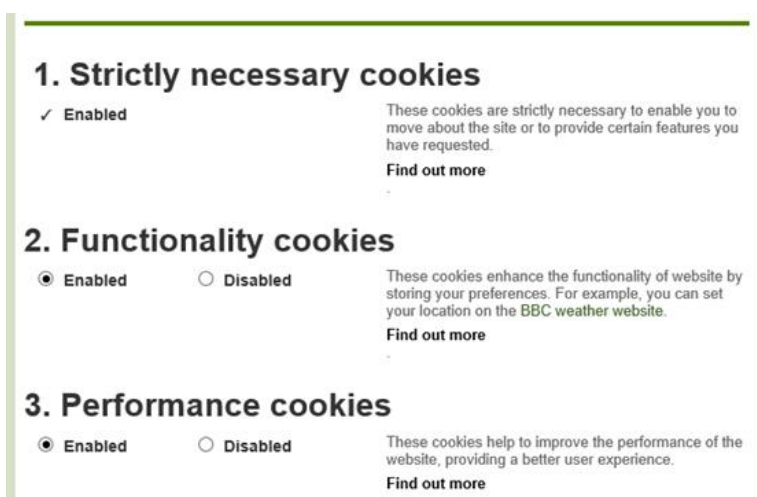 1. Strictly necessary cookies
✓ Enabled
These cookies are strictly necessary to enable you to
move about the site or to provide certain features you
have requested.
Find out more
.
2. Functionality cookies
Enabled Disabled
These cookies enhance the functionality of website by
storing your preferences. For example, you can set
your location on the BBC weather website.
Find out more
.
3. Performance cookies
Enabled Disabled
These cookies help to improve the performance of the
website, providing a better user experience.
Find out more